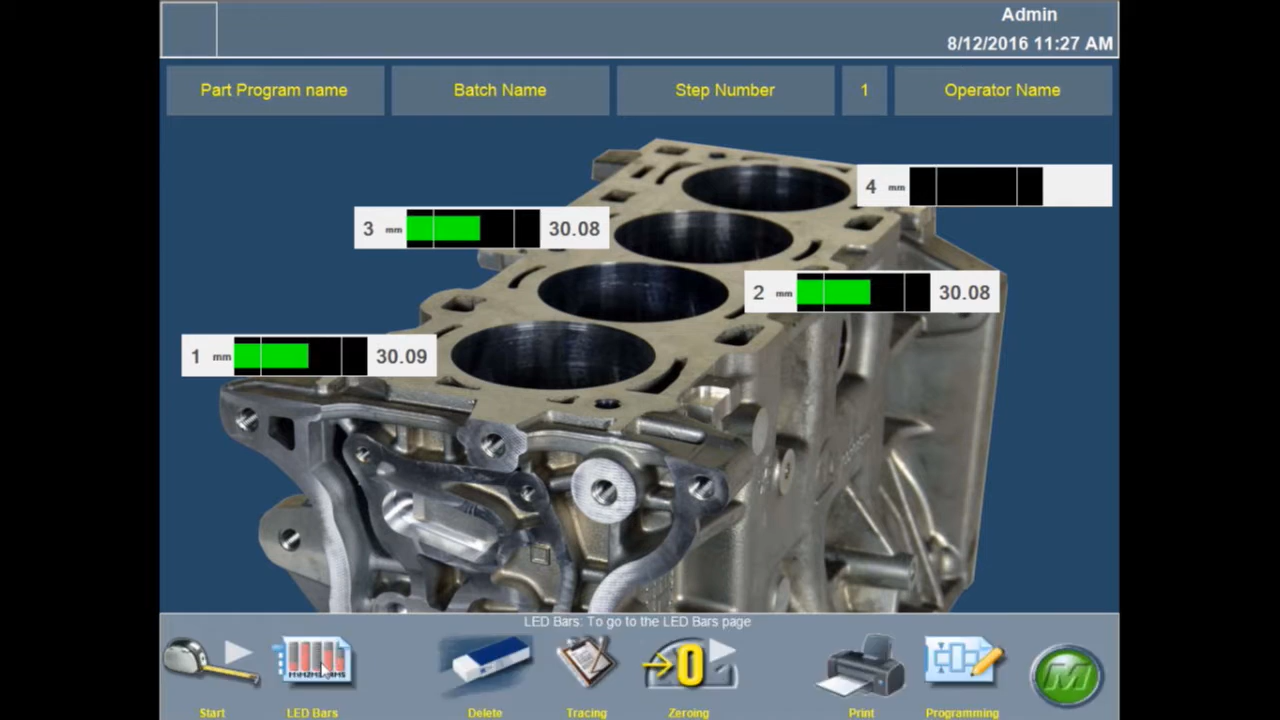 Admin
8/12/2016 11:27 AM
Part Program name
Batch Name
Step Number
1
Operator Name
4 mm
3 mm 30.08
2 mm 30.08
1 mm 30.09
LED Bars: To go to the LED Bars page
0
M
Start
LED Bars
Delete
Tracing
Zeroing
Print
Programming